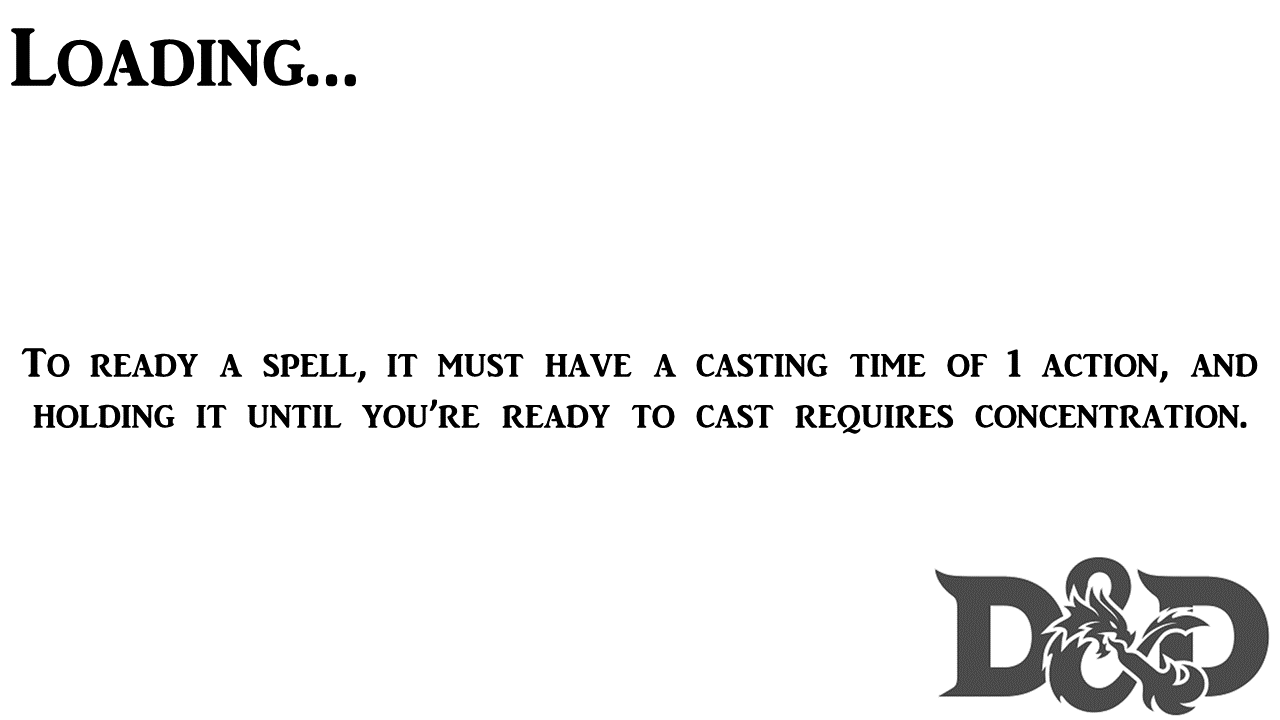 Loading...
To ready a spell, it must have a casting time of 1 action, and
holding it until you're ready to cast requires concentration.
D&D